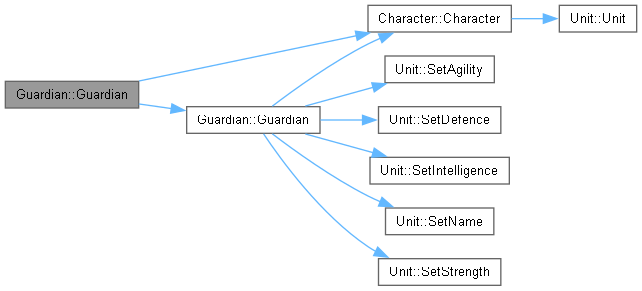 Guardian::Guardian
Character::Character
Unit::Unit
Unit::SetAgility
Guardian::Guardian
Unit::SetDefence
Unit::SetIntelligence
Unit::SetName
Unit::SetStrength